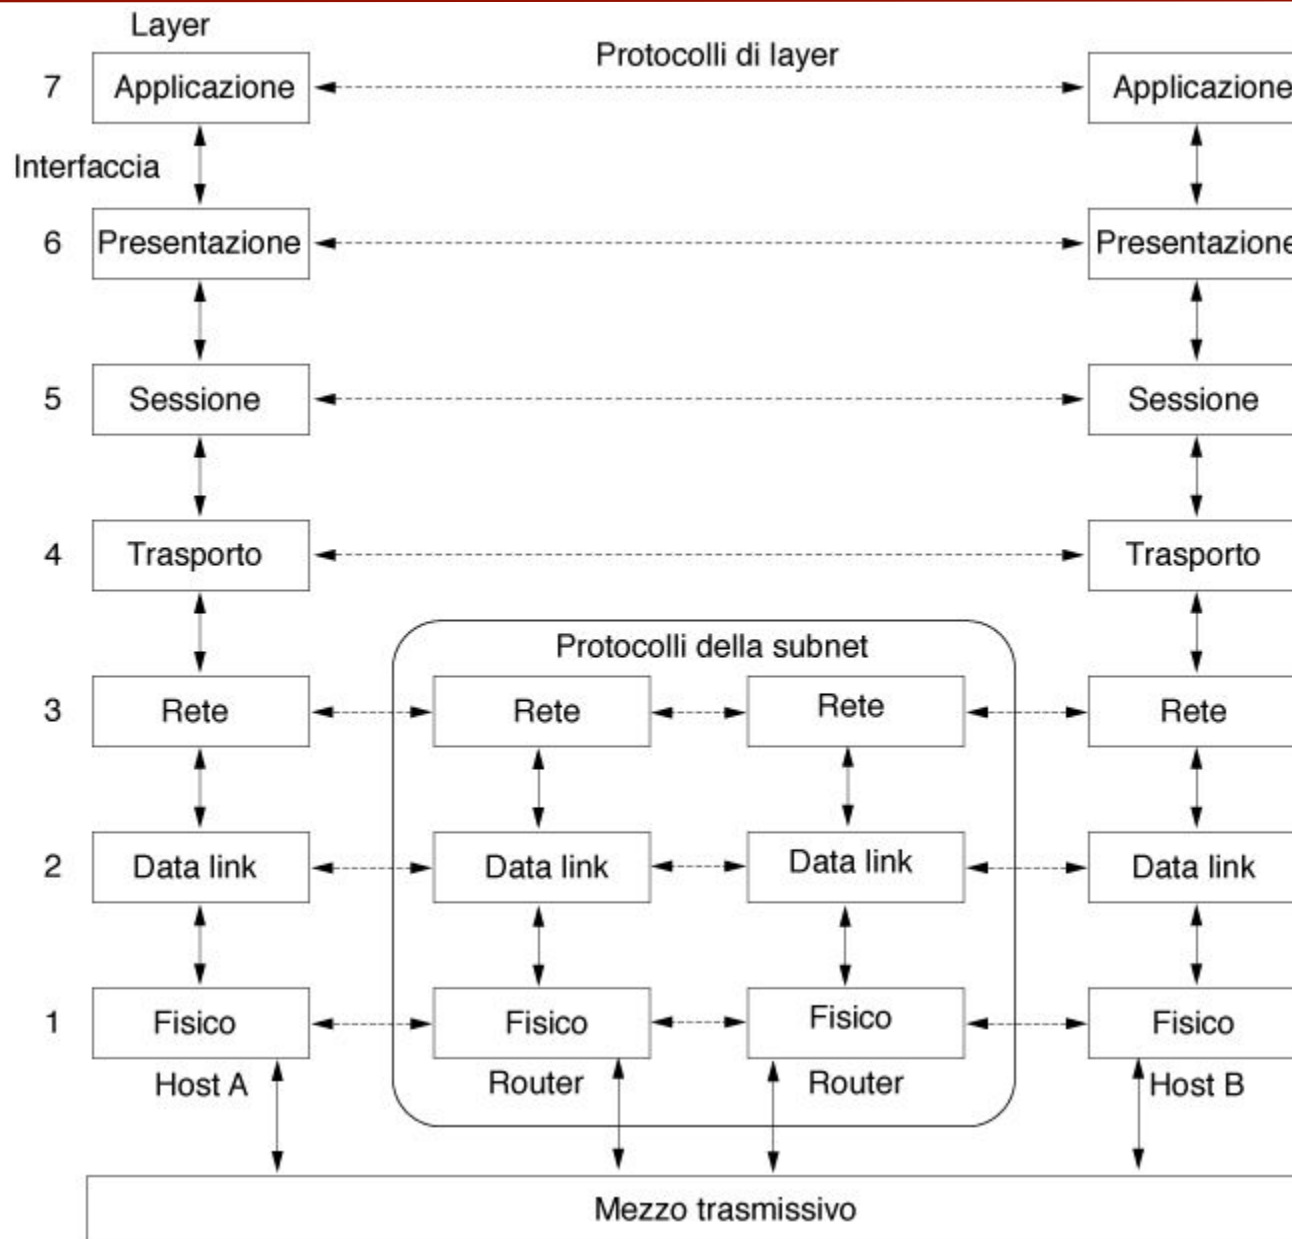 Layer
Protocolli di layer
7 Applicazione Applicazione
Interfaccia
6 Presentazione Presentazione
5 Sessione Sessione
4 Trasporto Trasporto
Protocolli della subnet
3 Rete Rete Rete Rete
2 Data link Data link Data link Data link
1 Fisico Fisico Fisico Fisico
Host A Router Router Host B
Mezzo trasmissivo